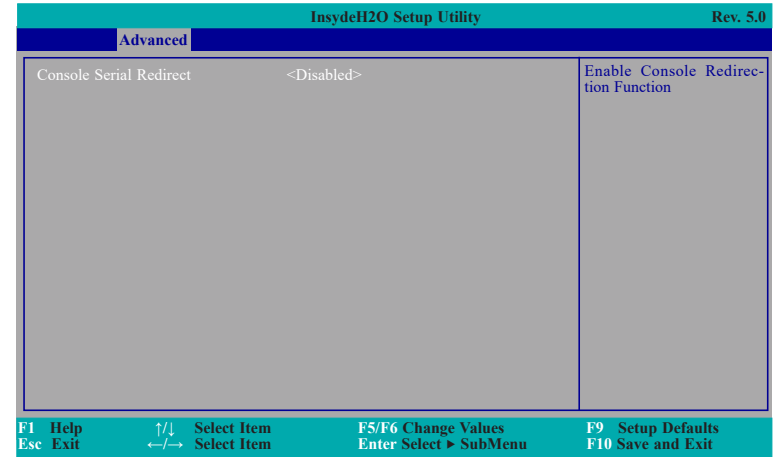 InsydeH2O Setup Utility Rev. 5.0
Advanced
Console Serial Redirect <Disabled> Enable Console Redirec-
tion Function
F1 Help ↑/↓ Select Item F5/F6 Change Values F9 Setup Defaults
Esc Exit ←/→ Select Item Enter Select ▶ SubMenu F10 Save and Exit